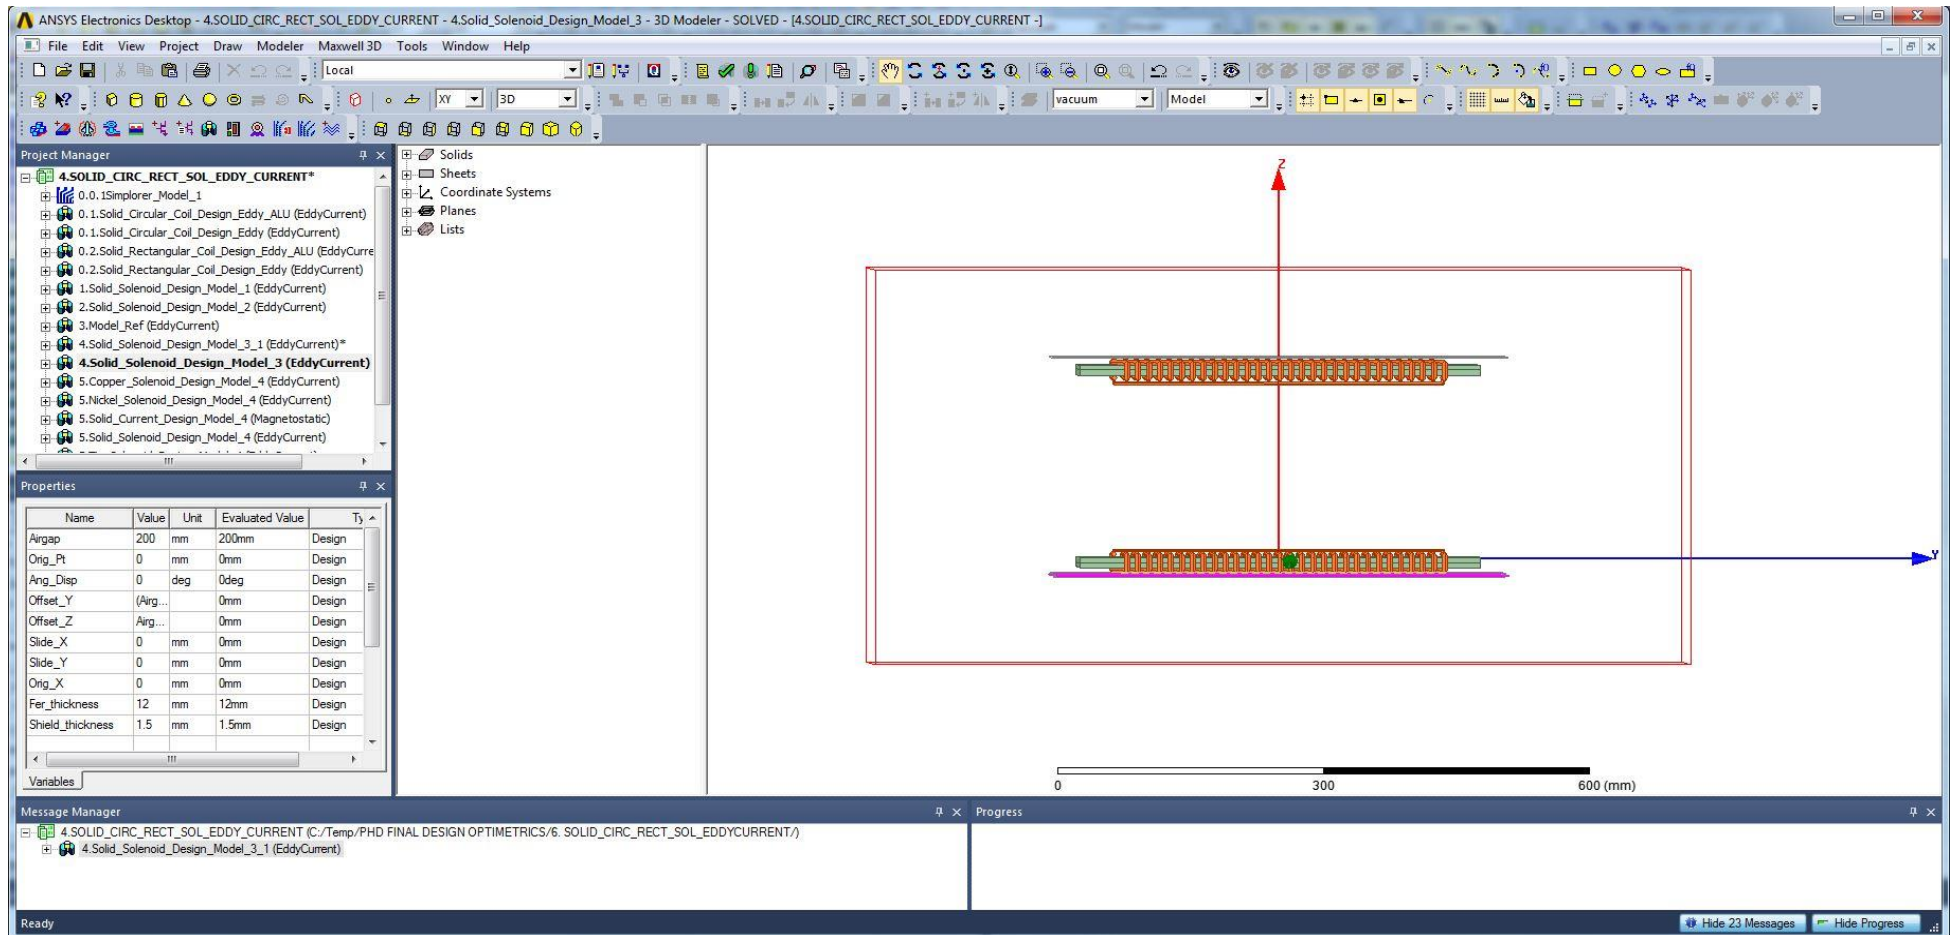 ANSYS Electronics Desktop - 4.SOLID_CIRC_RECT_SOL_EDDY_CURRENT - 4.Solid_Solenoid_Design_Model_3 - 3D Modeler - SOLVED - [4.SOLID_CIRC_RECT_SOL_EDDY_CURRENT -]
File Edit View Project Draw Modeler Maxwell 3D Tools Window Help
Local
XY 3D vacuum Model
Project Manager
4.SOLID_CIRC_RECT_SOL_EDDY_CURRENT*
0.0.1Simplorer_Model_1
0.1.Solid_Circular_Coil_Design_Eddy_ALU (EddyCurrent)
0.1.Solid_Circular_Coil_Design_Eddy (EddyCurrent)
0.2.Solid_Rectangular_Coil_Design_Eddy_ALU (EddyCurre
0.2.Solid_Rectangular_Coil_Design_Eddy (EddyCurrent)
1.Solid_Solenoid_Design_Model_1 (EddyCurrent)
2.Solid_Solenoid_Design_Model_2 (EddyCurrent)
3.Model_Ref (EddyCurrent)
4.Solid_Solenoid_Design_Model_3_1 (EddyCurrent)*
4.Solid_Solenoid_Design_Model_3 (EddyCurrent)
5.Copper_Solenoid_Design_Model_4 (EddyCurrent)
5.Nickel_Solenoid_Design_Model_4 (EddyCurrent)
5.Solid_Current_Design_Model_4 (Magnetostatic)
5.Solid_Solenoid_Design_Model_4 (EddyCurrent)
Solids
Sheets
Coordinate Systems
Planes
Lists
Properties
Name Value Unit Evaluated Value Ty
Airgap 200 mm 200mm Design
Orig_Pt 0 mm 0mm Design
Ang_Disp 0 deg 0deg Design
Offset_Y (Airg... 0mm Design
Offset_Z Airg... 0mm Design
Slide_X 0 mm 0mm Design
Slide_Y 0 mm 0mm Design
Orig_X 0 mm 0mm Design
Fer_thickness 12 mm 12mm Design
Shield_thickness 1.5 mm 1.5mm Design
Variables
Z
Y
0 300 600 (mm)
Message Manager
4.SOLID_CIRC_RECT_SOL_EDDY_CURRENT (C:/Temp/PHD FINAL DESIGN OPTIMETRICS/6. SOLID_CIRC_RECT_SOL_EDDYCURRENT/)
4.Solid_Solenoid_Design_Model_3_1 (EddyCurrent)
Progress
Ready
Hide 23 Messages
Hide Progress